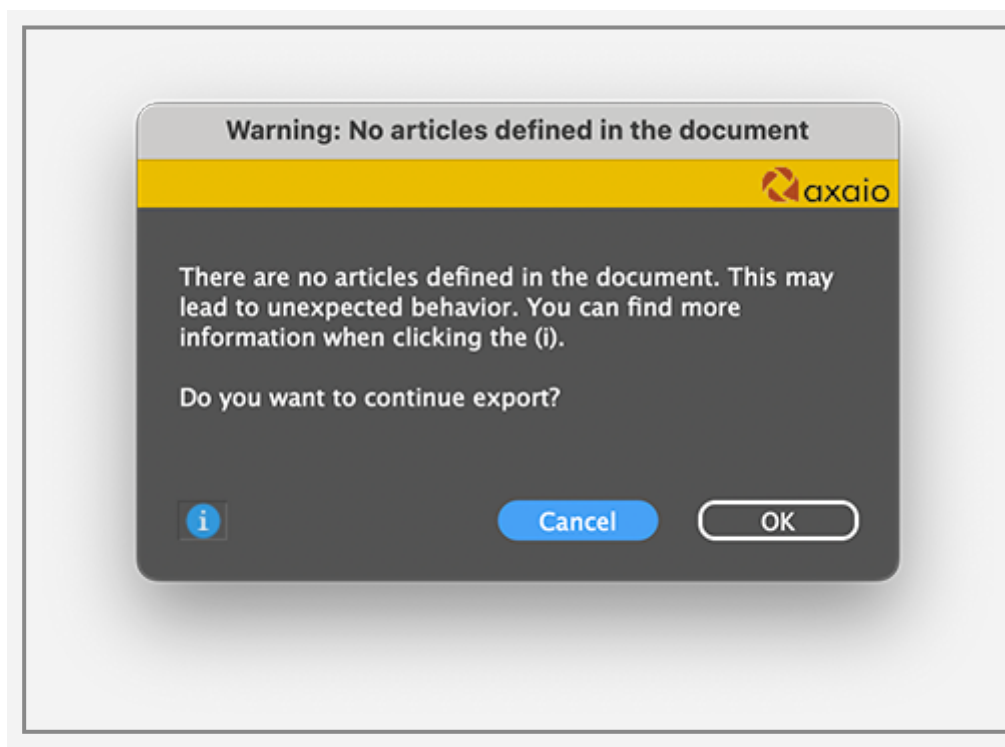 Warning: No articles defined in the document
axaio
There are no articles defined in the document. This may
lead to unexpected behavior. You can find more
information when clicking the (i).
Do you want to continue export?
i
Cancel
OK